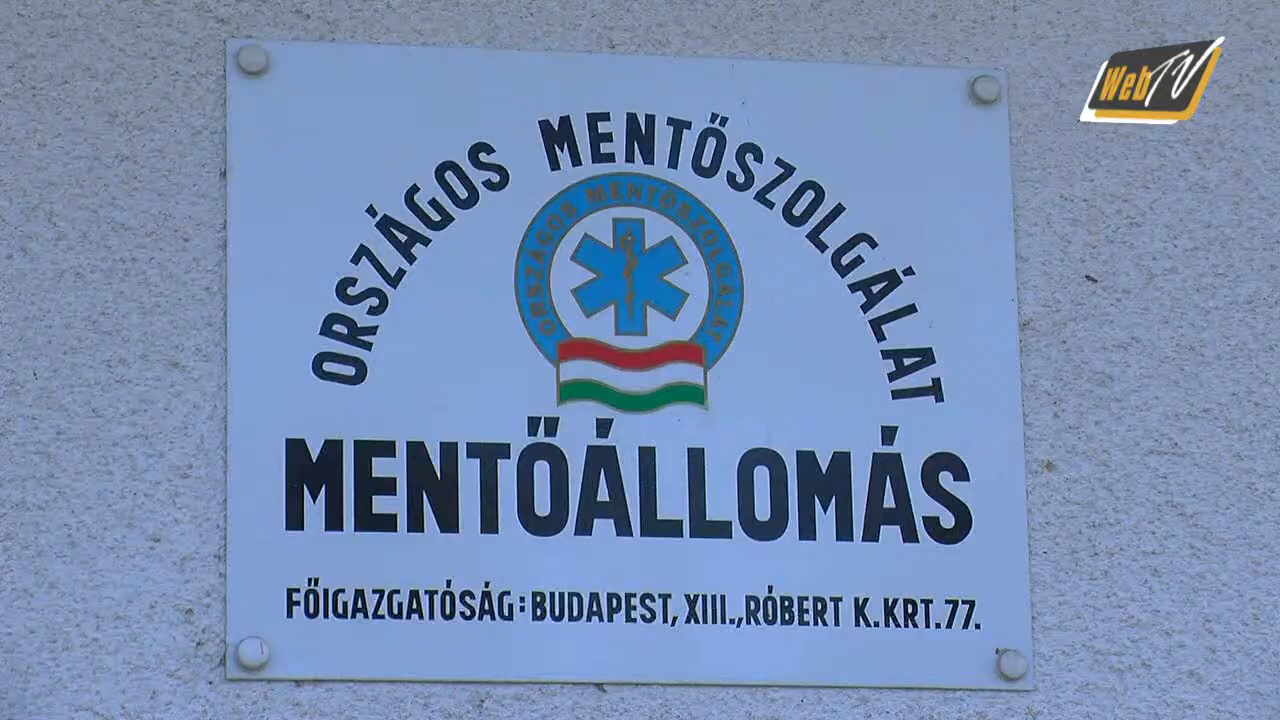 WebTV
ORSZÁGOS MENTŐSZOLGÁLAT
ORSZÁGOS MENTŐSZOLGÁLAT
MENTŐÁLLOMÁS
FŐIGAZGATÓSÁG: BUDAPEST, XIII., RÓBERT K. KRT. 77.